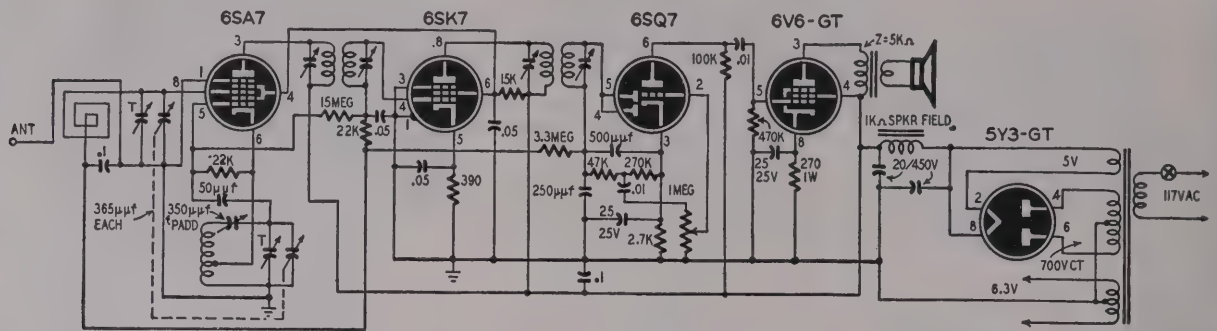 6SA7
6SK7
6SQ7
6V6-GT
Z=5KΩ
3
.8
6
100K
.01
3
8
1
5
4
3
4
1
6
15K
5
4
2
5
4
ANT
T
15MEG
22K
.05
.05
3.3MEG
500μμf
470K
1KΩ SPKR FIELD
5Y3-GT
.1
6
5
3
8
22K
.05
390
47K
270K
25
25V
270
1W
20/450V
5V
117VAC
50μμf
250μμf
.01
1MEG
2
4
365μμf
EACH
350μμf
PADD
T
25
25V
2.7K
8
6
700V CT
.1
6.3V